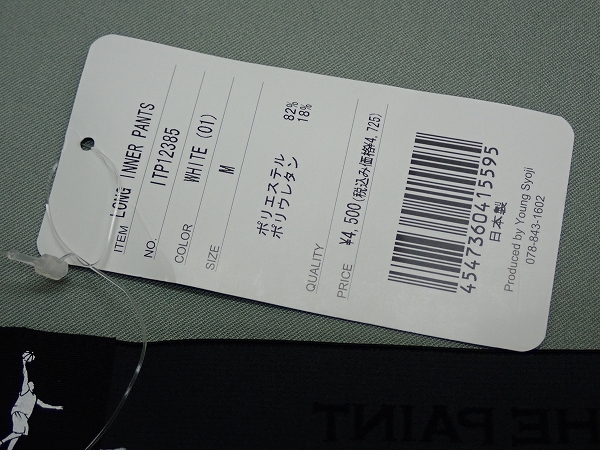 ITEM LONG INNER PANTS
NO. ITP12385
COLOR WHITE (01)
SIZE M
ポリエステル 82%
ポリウレタン 18%
QUALITY
PRICE ¥4,500(税込み価格¥4,725)
4547360415595
日本製
Produced by Young Syoji
078-843-1602
HE PAINT